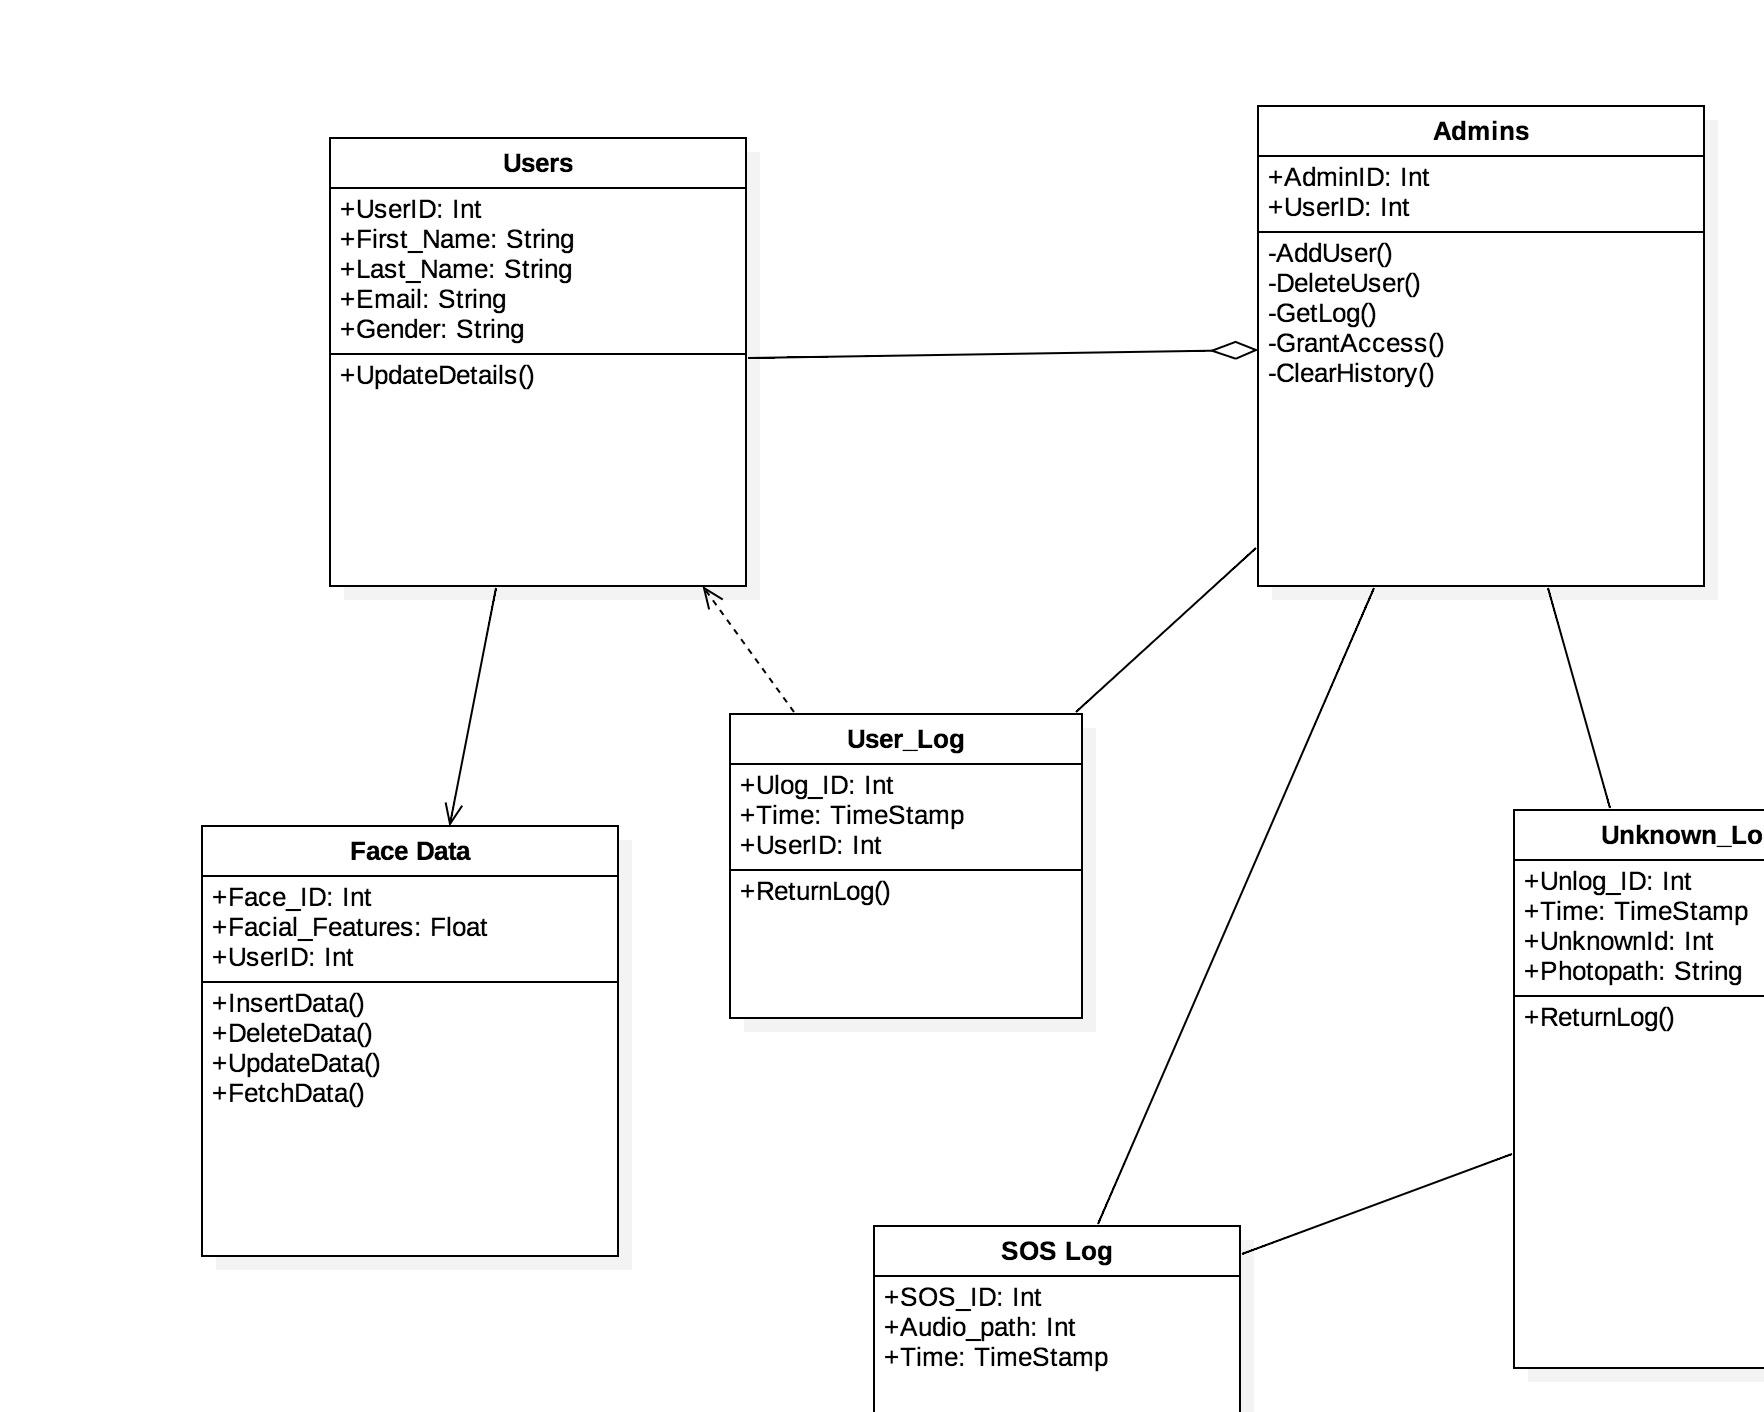 Users
+UserID: Int
+First_Name: String
+Last_Name: String
+Email: String
+Gender: String
+UpdateDetails()
Admins
+AdminID: Int
+UserID: Int
-AddUser()
-DeleteUser()
-GetLog()
-GrantAccess()
-ClearHistory()
User_Log
+Ulog_ID: Int
+Time: TimeStamp
+UserID: Int
+ReturnLog()
Face Data
+Face_ID: Int
+Facial_Features: Float
+UserID: Int
+InsertData()
+DeleteData()
+UpdateData()
+FetchData()
Unknown_Lo
+Unlog_ID: Int
+Time: TimeStamp
+UnknownId: Int
+Photopath: String
+ReturnLog()
SOS Log
+SOS_ID: Int
+Audio_path: Int
+Time: TimeStamp